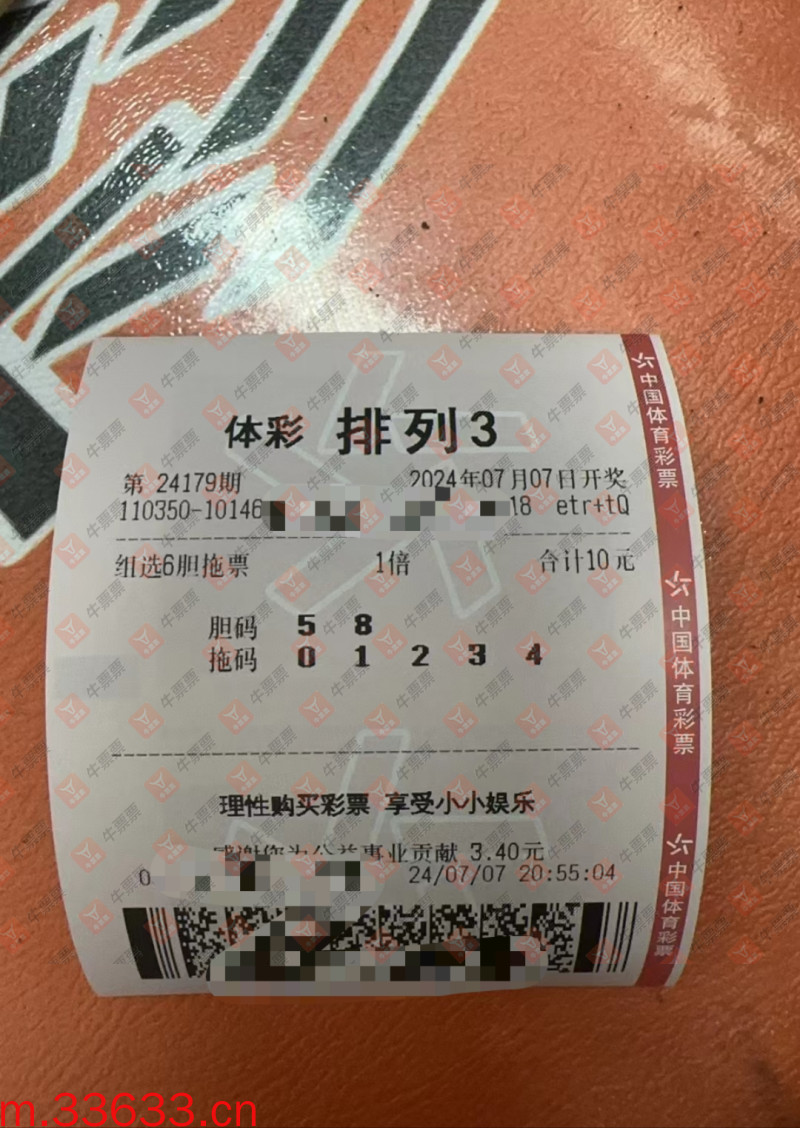 体彩 排列3
第 24179期 2024年07月07日开奖
110350-10146 18 etr+tQ
组选6胆拖票 1倍 合计10元
胆码 5 8
拖码 0 1 2 3 4
理性购买彩票 享受小小娱乐
感谢您为公益事业贡献 3.40元
0 24/07/07 20:55:04
中国体育彩票
中国体育彩票
中国体育彩票
牛票票
m.33633.cn